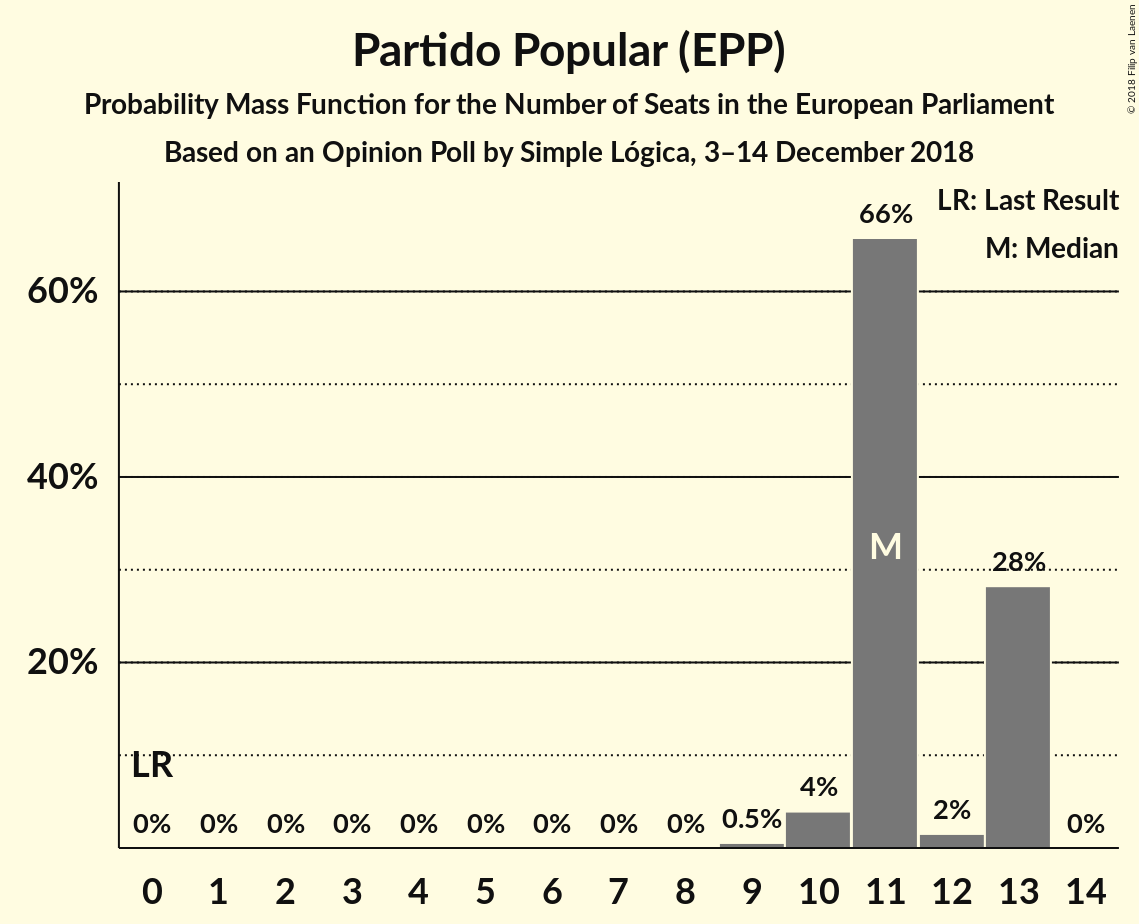 Partido Popular (EPP)
Probability Mass Function for the Number of Seats in the European Parliament
Based on an Opinion Poll by Simple Lógica, 3–14 December 2018
© 2018 Filip van Laenen
LR: Last Result
M: Median
66%
60%
40%
M
28%
20%
LR
0% 0% 0% 0% 0% 0% 0% 0% 0% 0.5% 4% 2% 0%
0 1 2 3 4 5 6 7 8 9 10 11 12 13 14